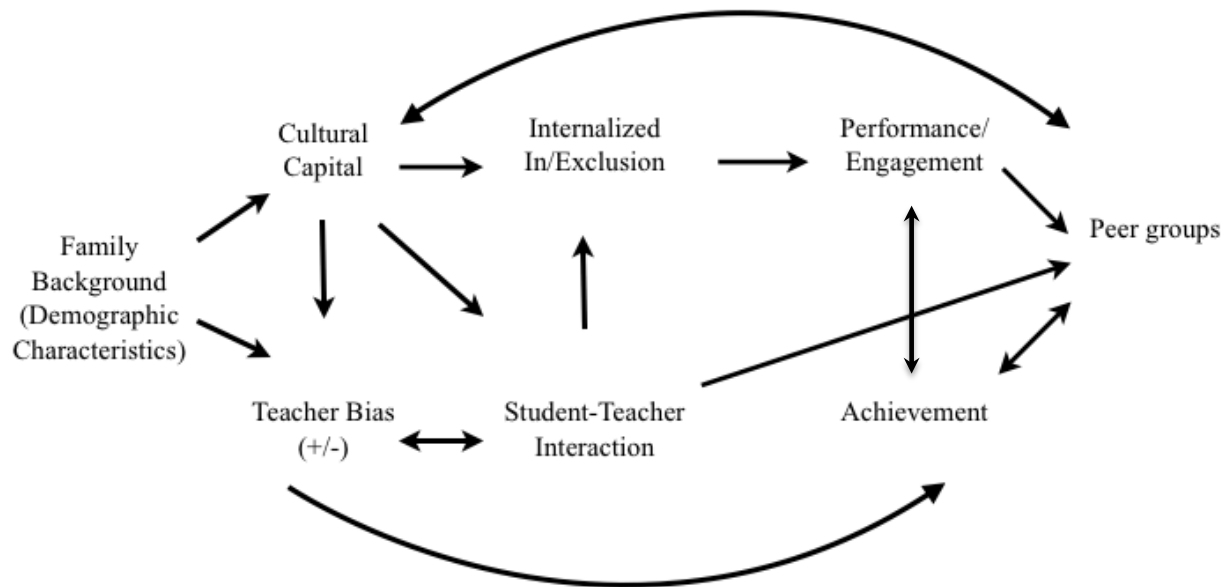 Cultural
Capital
Internalized
In/Exclusion
Performance/
Engagement
Peer groups
Family
Background
(Demographic
Characteristics)
Teacher Bias
(+/-)
Student-Teacher
Interaction
Achievement